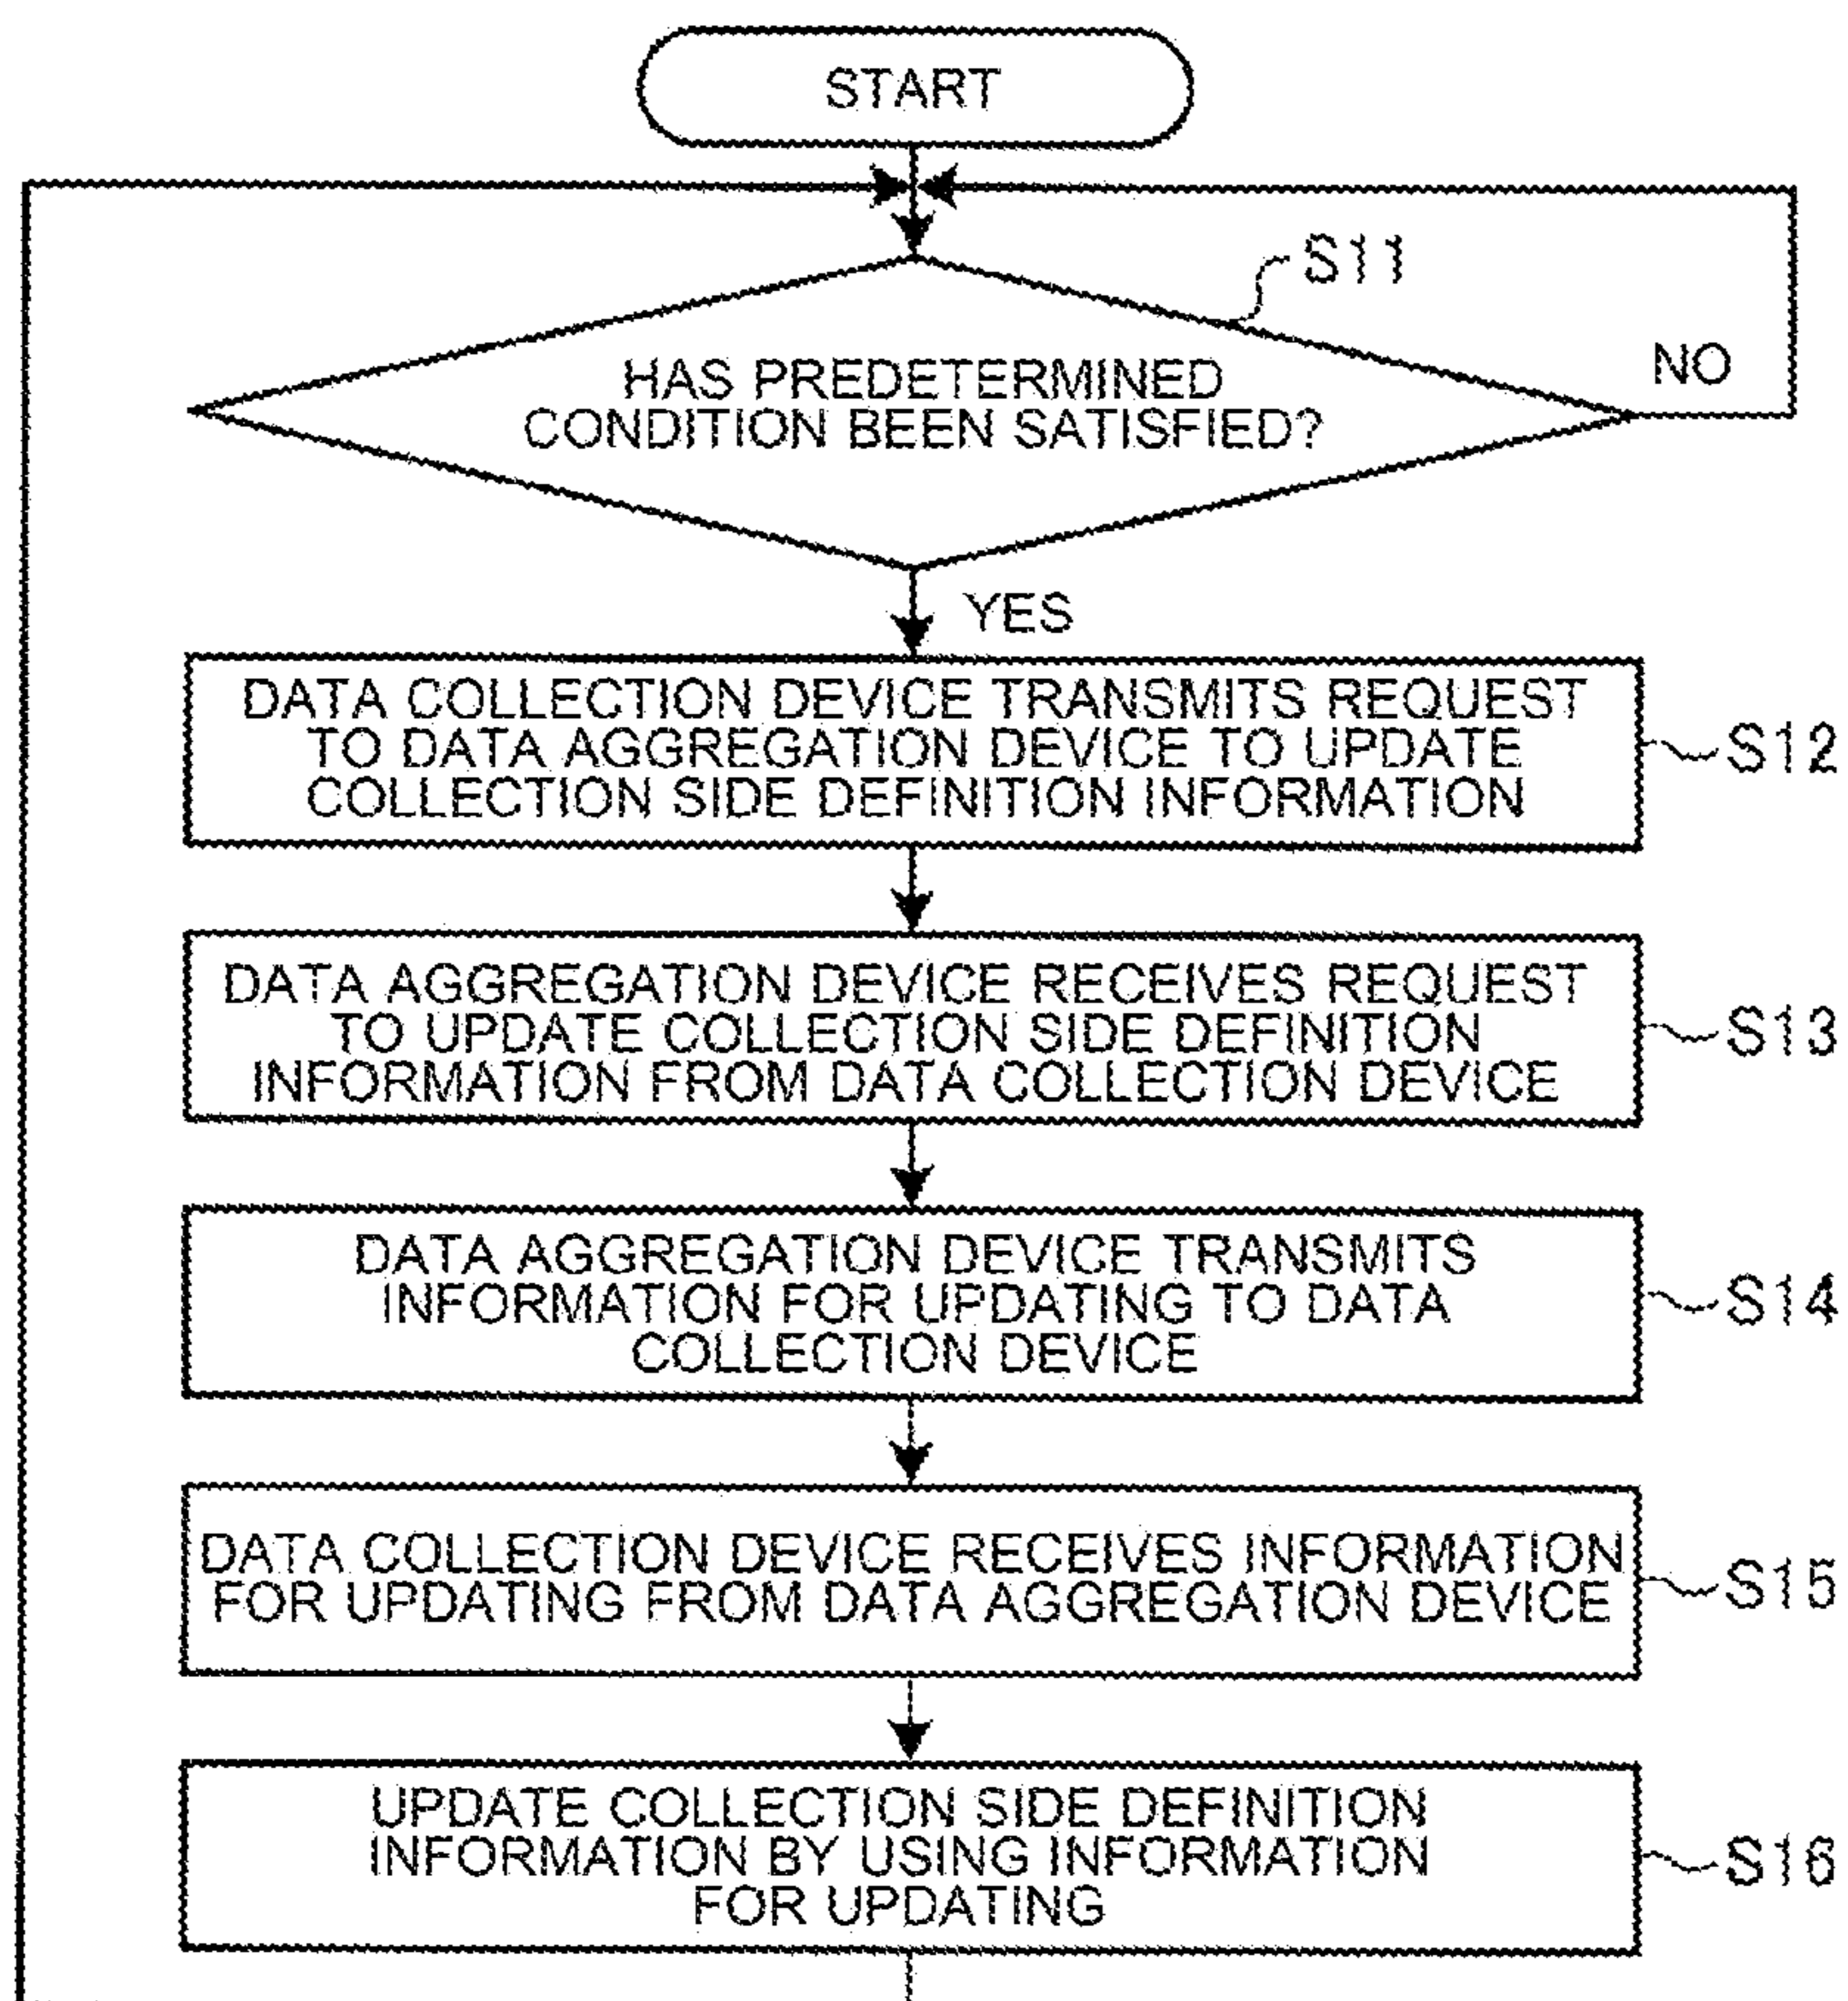 START
S11
HAS PREDETERMINED
CONDITION BEEN SATISFIED?
NO
YES
DATA COLLECTION DEVICE TRANSMITS REQUEST
TO DATA AGGREGATION DEVICE TO UPDATE
COLLECTION SIDE DEFINITION INFORMATION
S12
DATA AGGREGATION DEVICE RECEIVES REQUEST
TO UPDATE COLLECTION SIDE DEFINITION
INFORMATION FROM DATA COLLECTION DEVICE
S13
DATA AGGREGATION DEVICE TRANSMITS
INFORMATION FOR UPDATING TO DATA
COLLECTION DEVICE
S14
DATA COLLECTION DEVICE RECEIVES INFORMATION
FOR UPDATING FROM DATA AGGREGATION DEVICE
S15
UPDATE COLLECTION SIDE DEFINITION
INFORMATION BY USING INFORMATION
FOR UPDATING
S16